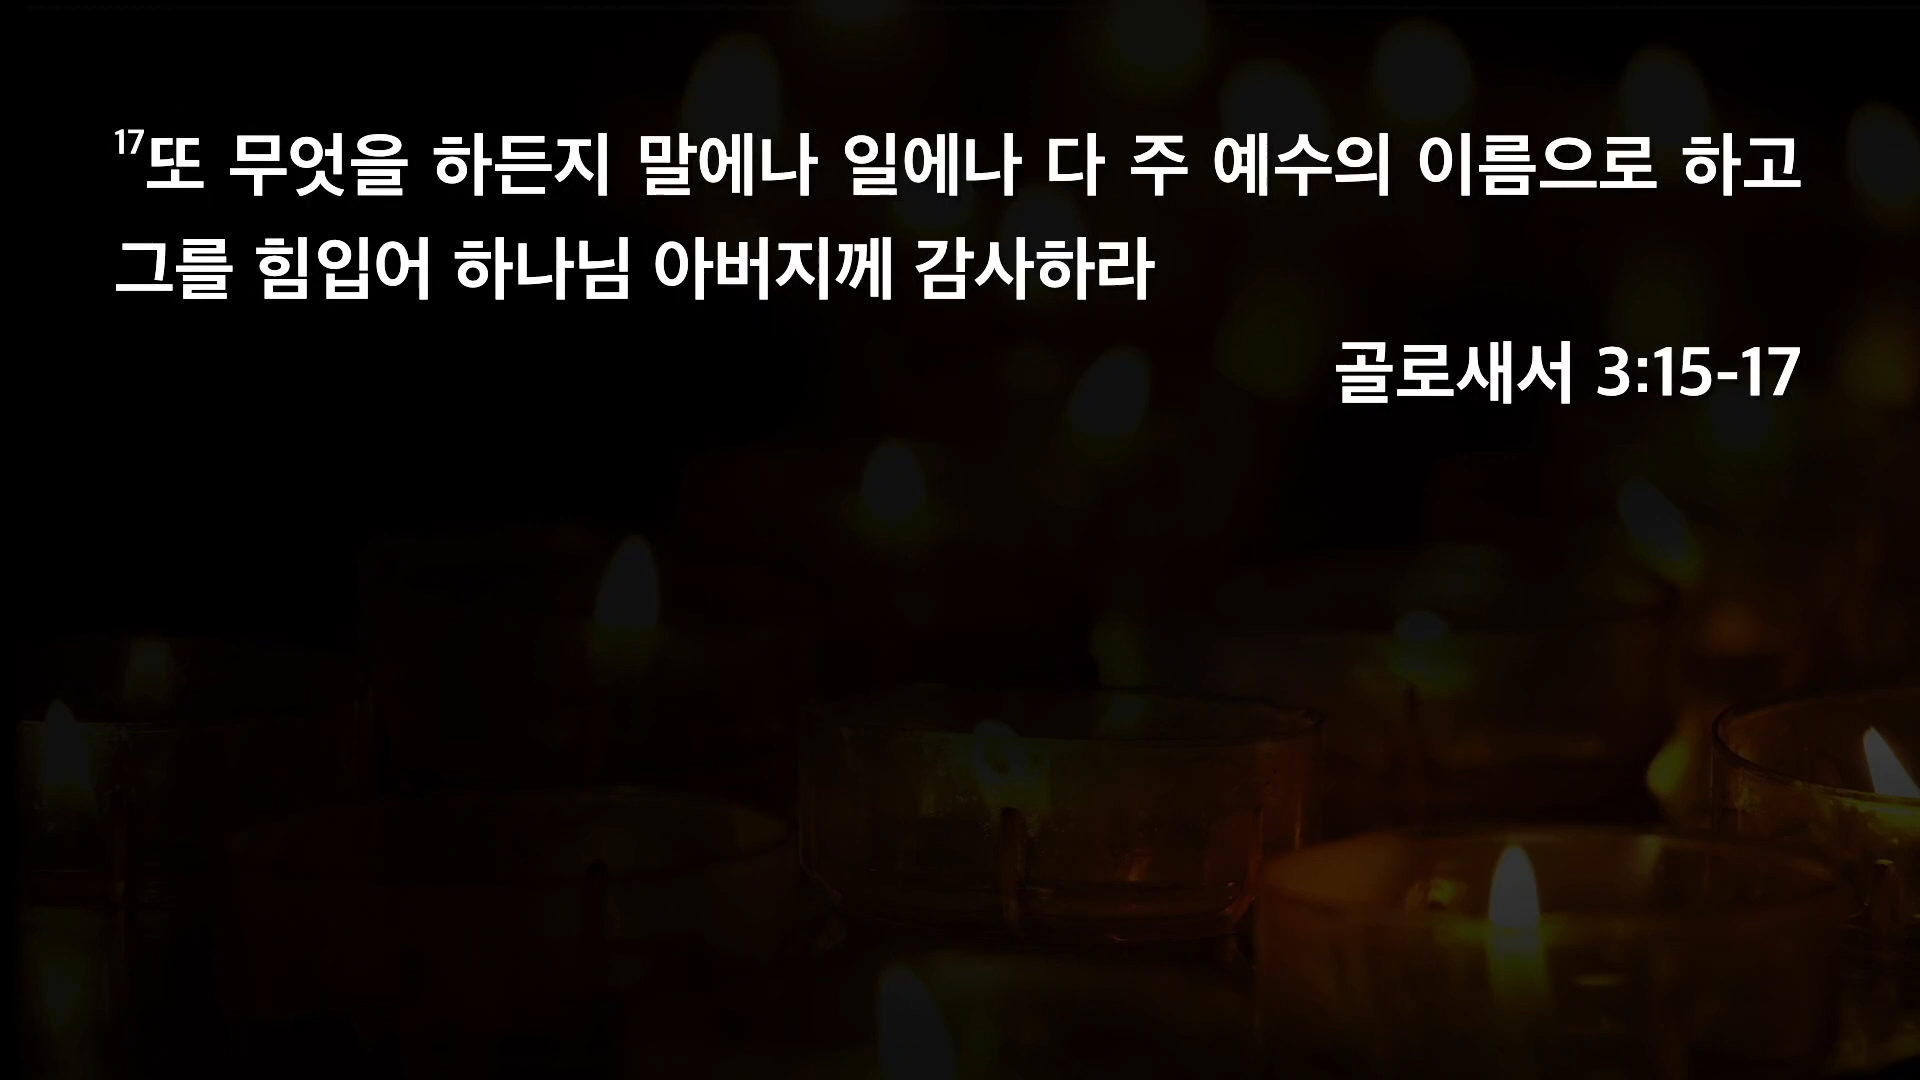 17또 무엇을 하든지 말에나 일에나 다 주 예수의 이름으로 하고
그를 힘입어 하나님 아버지께 감사하라
골로새서 3:15-17